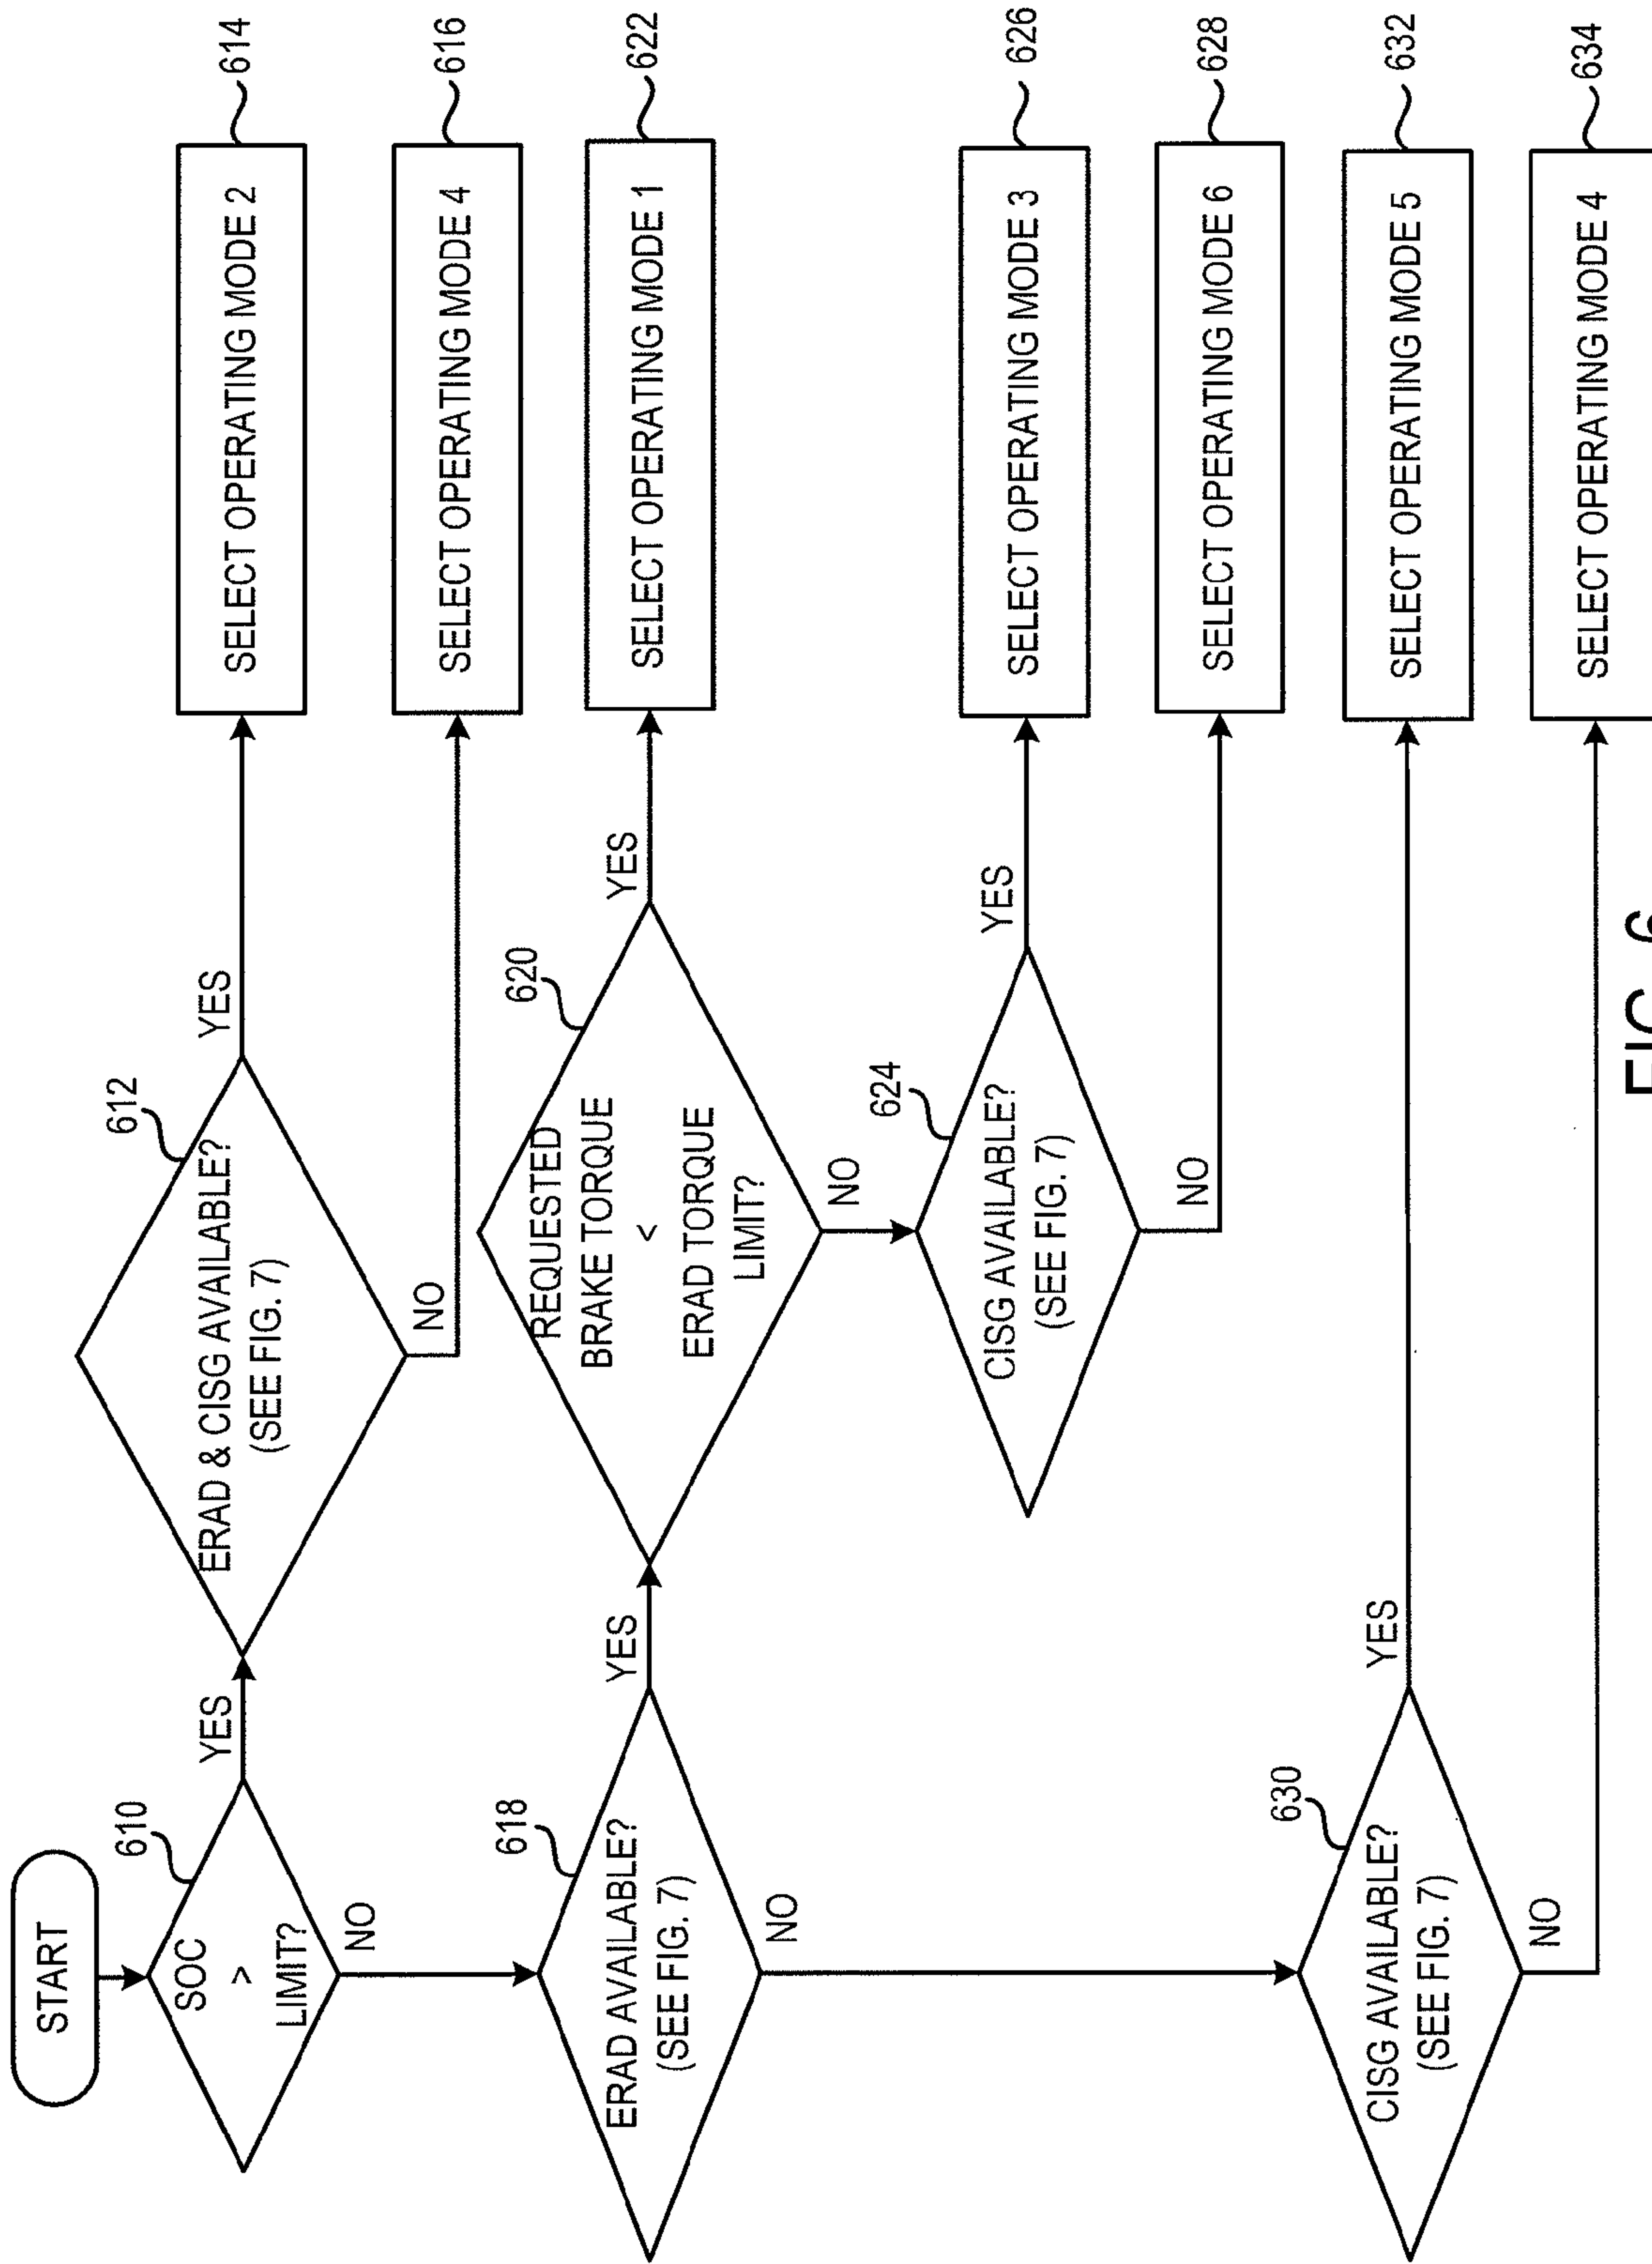 START
610
SOC
>
LIMIT?
YES
NO
612
ERAD & CISG AVAILABLE?
(SEE FIG. 7)
YES
NO
SELECT OPERATING MODE 2
614
SELECT OPERATING MODE 4
616
618
ERAD AVAILABLE?
(SEE FIG. 7)
YES
NO
620
REQUESTED
BRAKE TORQUE
<
ERAD TORQUE
LIMIT?
YES
NO
SELECT OPERATING MODE 1
622
624
CISG AVAILABLE?
(SEE FIG. 7)
YES
NO
SELECT OPERATING MODE 3
626
SELECT OPERATING MODE 6
628
630
CISG AVAILABLE?
(SEE FIG. 7)
YES
NO
SELECT OPERATING MODE 5
632
SELECT OPERATING MODE 4
634
FIG. 6